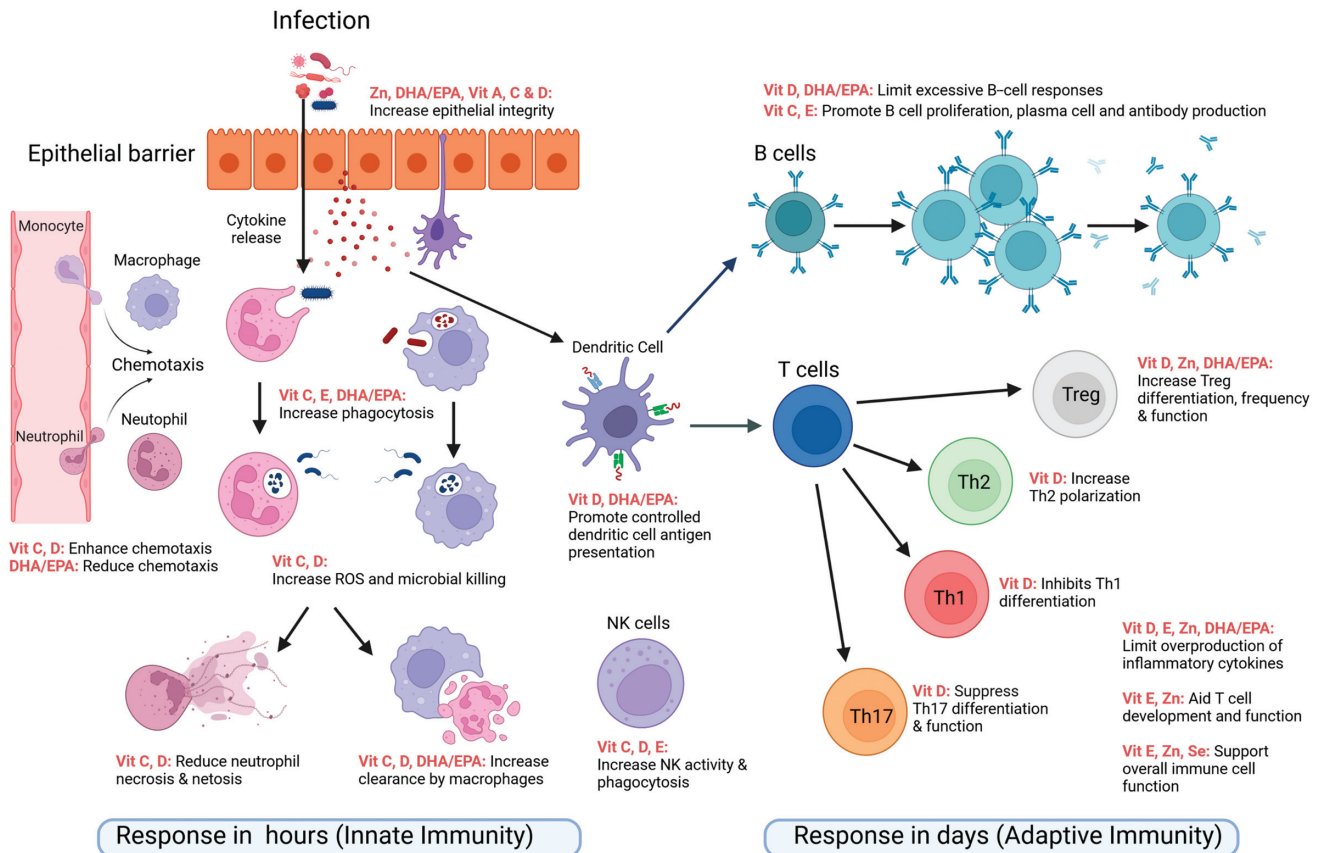 Infection
Zn, DHA/EPA, Vit A, C & D:
Increase epithelial integrity
Epithelial barrier
Cytokine
release
Monocyte
Macrophage
Chemotaxis
Neutophil
Neutrophil
Vit C, E, DHA/EPA:
Increase phagocytosis
Vit C, D: Enhance chemotaxis
DHA/EPA: Reduce chemotaxis
Vit C, D:
Increase ROS and microbial killing
Vit C, D: Reduce neutrophil
necrosis & netosis
Vit C, D, DHA/EPA: Increase
clearance by macrophages
Dendritic Cell
Vit D, DHA/EPA:
Promote controlled
dendritic cell antigen
presentation
NK cells
Vit C, D, E:
Increase NK activity &
phagocytosis
Response in hours (Innate Immunity)
Vit D, DHA/EPA: Limit excessive B-cell responses
Vit C, E: Promote B cell proliferation, plasma cell and antibody production
B cells
T cells
Treg
Vit D, Zn, DHA/EPA:
Increase Treg
differentiation, frequency
& function
Th2
Vit D: Increase
Th2 polarization
Th1
Vit D: Inhibits Th1
differentiation
Th17
Vit D: Suppress
Th17 differentiation
& function
Vit D, E, Zn, DHA/EPA:
Limit overproduction of
inflammatory cytokines
Vit E, Zn: Aid T cell
development and function
Vit E, Zn, Se: Support
overall immune cell
function
Response in days (Adaptive Immunity)